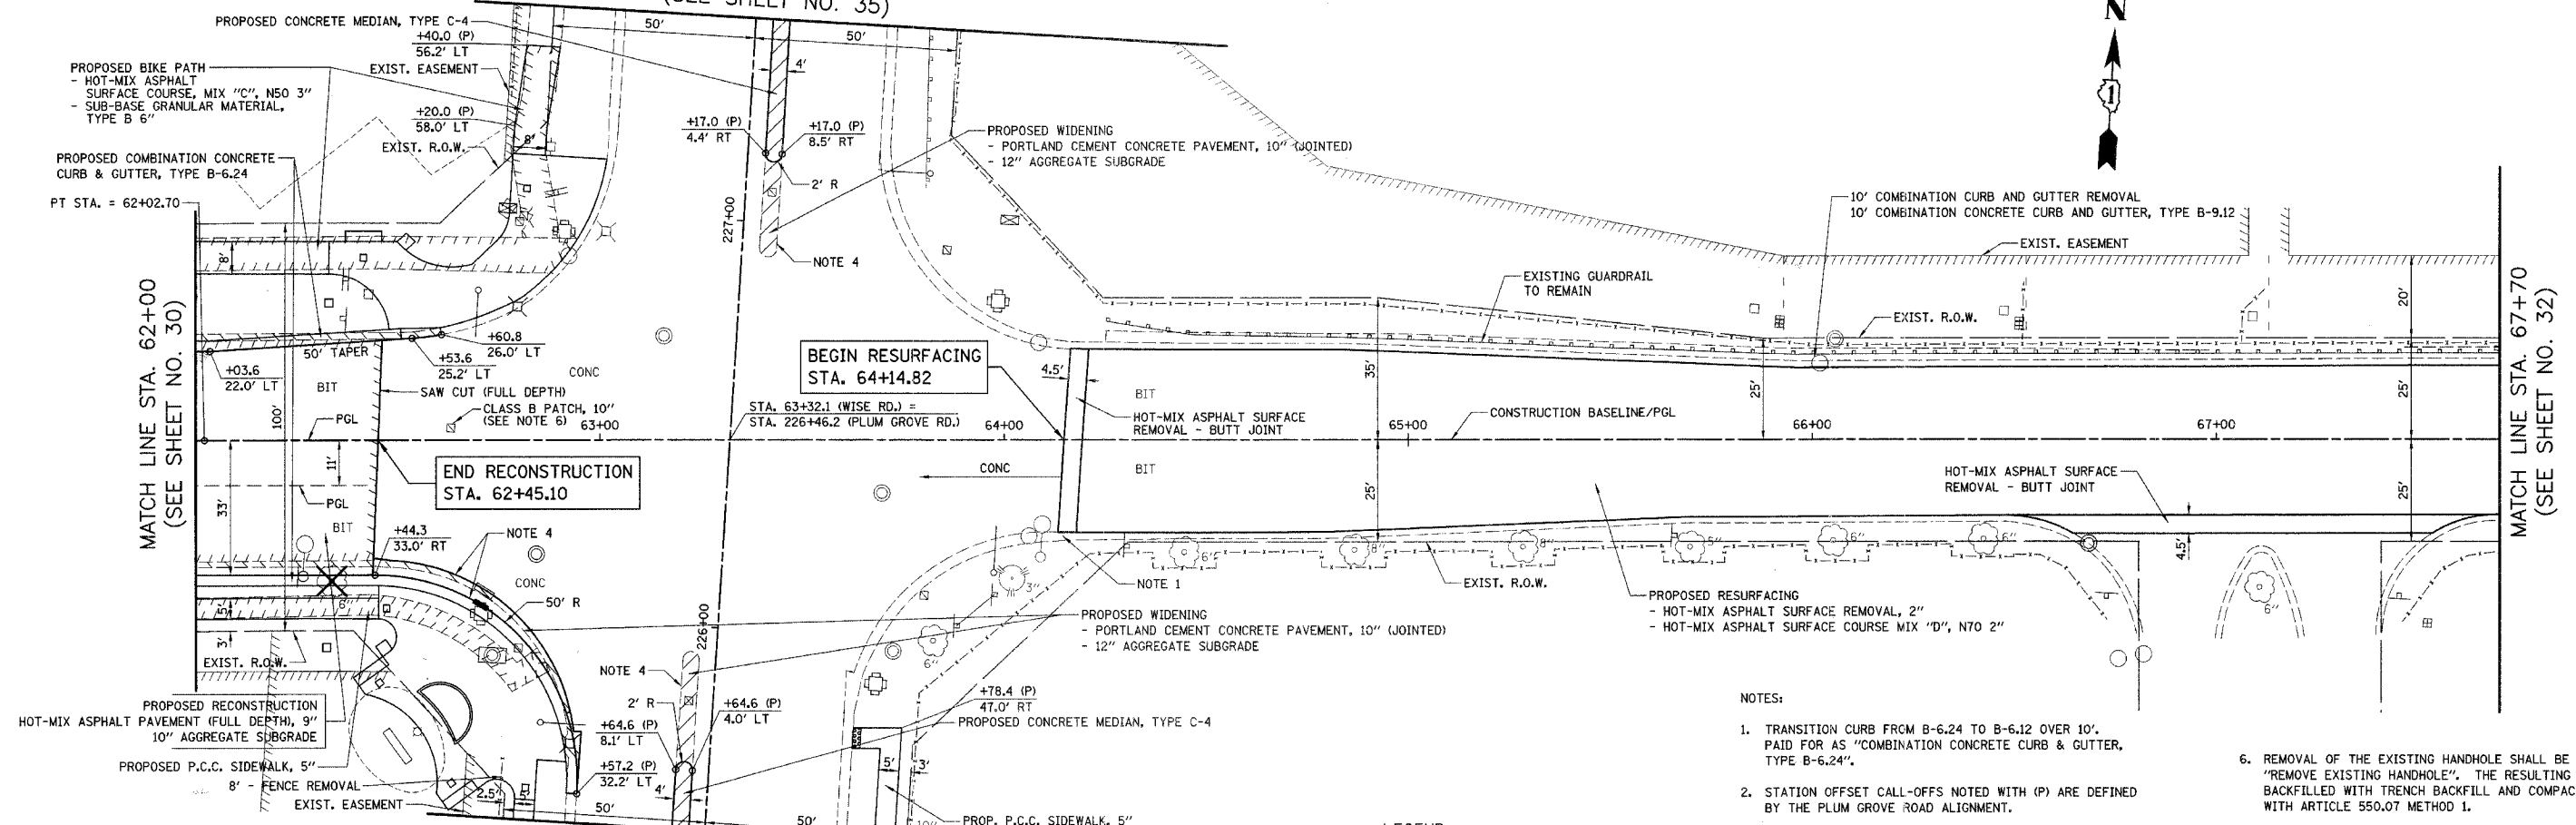 (SEE SHEET NO. 35)
PROPOSED CONCRETE MEDIAN, TYPE C-4
+40.0 (P)
56.2' LT
50'
50'
4'
N
1
PROPOSED BIKE PATH
- HOT-MIX ASPHALT
SURFACE COURSE, MIX "C", N50 3"
- SUB-BASE GRANULAR MATERIAL,
TYPE B 6"
EXIST. EASEMENT
+20.0 (P)
58.0' LT
8'
EXIST. R.O.W.
+17.0 (P)
4.4' RT
+17.0 (P)
8.5' RT
2' R
PROPOSED WIDENING
- PORTLAND CEMENT CONCRETE PAVEMENT, 10" (JOINTED)
- 12" AGGREGATE SUBGRADE
PROPOSED COMBINATION CONCRETE
CURB & GUTTER, TYPE B-6.24
PT STA. = 62+02.70
227+00
NOTE 4
10' COMBINATION CURB AND GUTTER REMOVAL
10' COMBINATION CONCRETE CURB AND GUTTER, TYPE B-9.12
EXIST. EASEMENT
EXISTING GUARDRAIL
TO REMAIN
EXIST. R.O.W.
20'
8'
MATCH LINE STA. 62+00
(SEE SHEET NO. 30)
MATCH LINE STA. 67+70
(SEE SHEET NO. 32)
50' TAPER
+60.8
26.0' LT
+53.6
25.2' LT
+03.6
22.0' LT
BIT
CONC
SAW CUT (FULL DEPTH)
CLASS B PATCH, 10"
(SEE NOTE 6)
100'
PGL
63+00
BEGIN RESURFACING
STA. 64+14.82
STA. 63+32.1 (WISE RD.) =
STA. 226+46.2 (PLUM GROVE RD.)
4.5'
BIT
HOT-MIX ASPHALT SURFACE
REMOVAL - BUTT JOINT
35'
25'
25'
CONSTRUCTION BASELINE/PGL
64+00
65+00
66+00
67+00
11'
PGL
33'
BIT
END RECONSTRUCTION
STA. 62+45.10
CONC
BIT
25'
25'
HOT-MIX ASPHALT SURFACE
REMOVAL - BUTT JOINT
4.5'
+44.3
33.0' RT
NOTE 4
CONC
50' R
6"
5'
3'
EXIST. R.O.W.
226+00
3"
6"
NOTE 1
6"
8"
8"
5"
6"
6"
6"
EXIST. R.O.W.
PROPOSED RESURFACING
- HOT-MIX ASPHALT SURFACE REMOVAL, 2"
- HOT-MIX ASPHALT SURFACE COURSE MIX "D", N70 2"
PROPOSED WIDENING
- PORTLAND CEMENT CONCRETE PAVEMENT, 10" (JOINTED)
- 12" AGGREGATE SUBGRADE
NOTE 4
2' R
+64.6 (P)
8.1' LT
+64.6 (P)
4.0' LT
+57.2 (P)
32.2' LT
4'
+78.4 (P)
47.0' RT
PROPOSED CONCRETE MEDIAN, TYPE C-4
5'
3'
PROPOSED RECONSTRUCTION
HOT-MIX ASPHALT PAVEMENT (FULL DEPTH), 9"
10" AGGREGATE SUBGRADE
PROPOSED P.C.C. SIDEWALK, 5"
8' - FENCE REMOVAL
EXIST. EASEMENT
2.5'
5'
50'
50'
PROP. P.C.C. SIDEWALK, 5"
NOTES:
1. TRANSITION CURB FROM B-6.24 TO B-6.12 OVER 10'.
PAID FOR AS "COMBINATION CONCRETE CURB & GUTTER,
TYPE B-6.24".
2. STATION OFFSET CALL-OFFS NOTED WITH (P) ARE DEFINED
BY THE PLUM GROVE ROAD ALIGNMENT.
6. REMOVAL OF THE EXISTING HANDHOLE SHALL BE
"REMOVE EXISTING HANDHOLE". THE RESULTING
BACKFILLED WITH TRENCH BACKFILL AND COMPAC
WITH ARTICLE 550.07 METHOD 1.